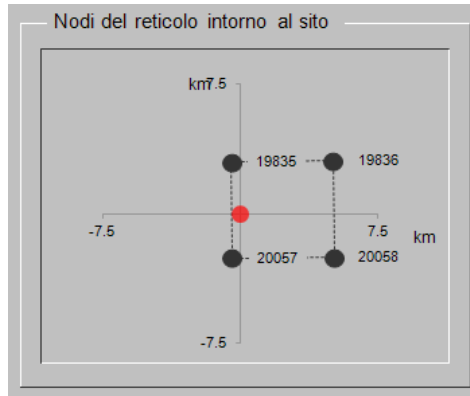 Nodi del reticolo intorno al sito
km 7.5
19835 19836
-7.5 7.5
km
20057 20058
-7.5